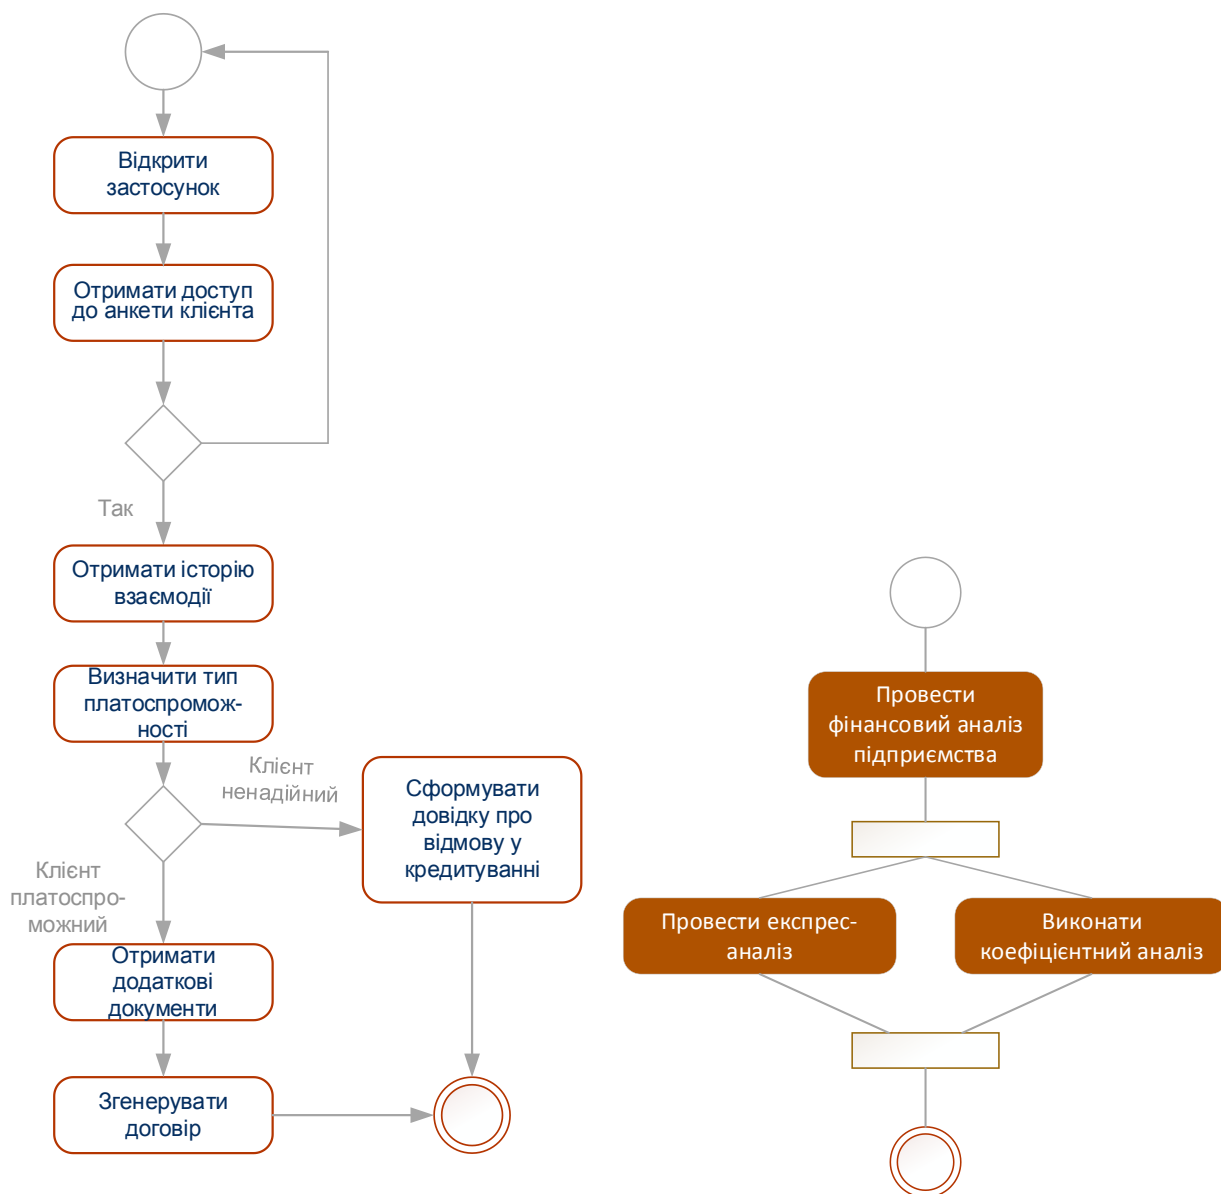 Відкрити
застосунок
Отримати доступ
до анкети клієнта
Так
Отримати історію
взаємодії
Визначити тип
платоспромож-
ності
Клієнт
ненадійний
Сформувати
довідку про
відмову у
кредитуванні
Клієнт
платоспро-
можний
Отримати
додаткові
документи
Згенерувати
договір
Провести
фінансовий аналіз
підприємства
Провести експрес-
аналіз
Виконати
коефіцієнтний аналіз